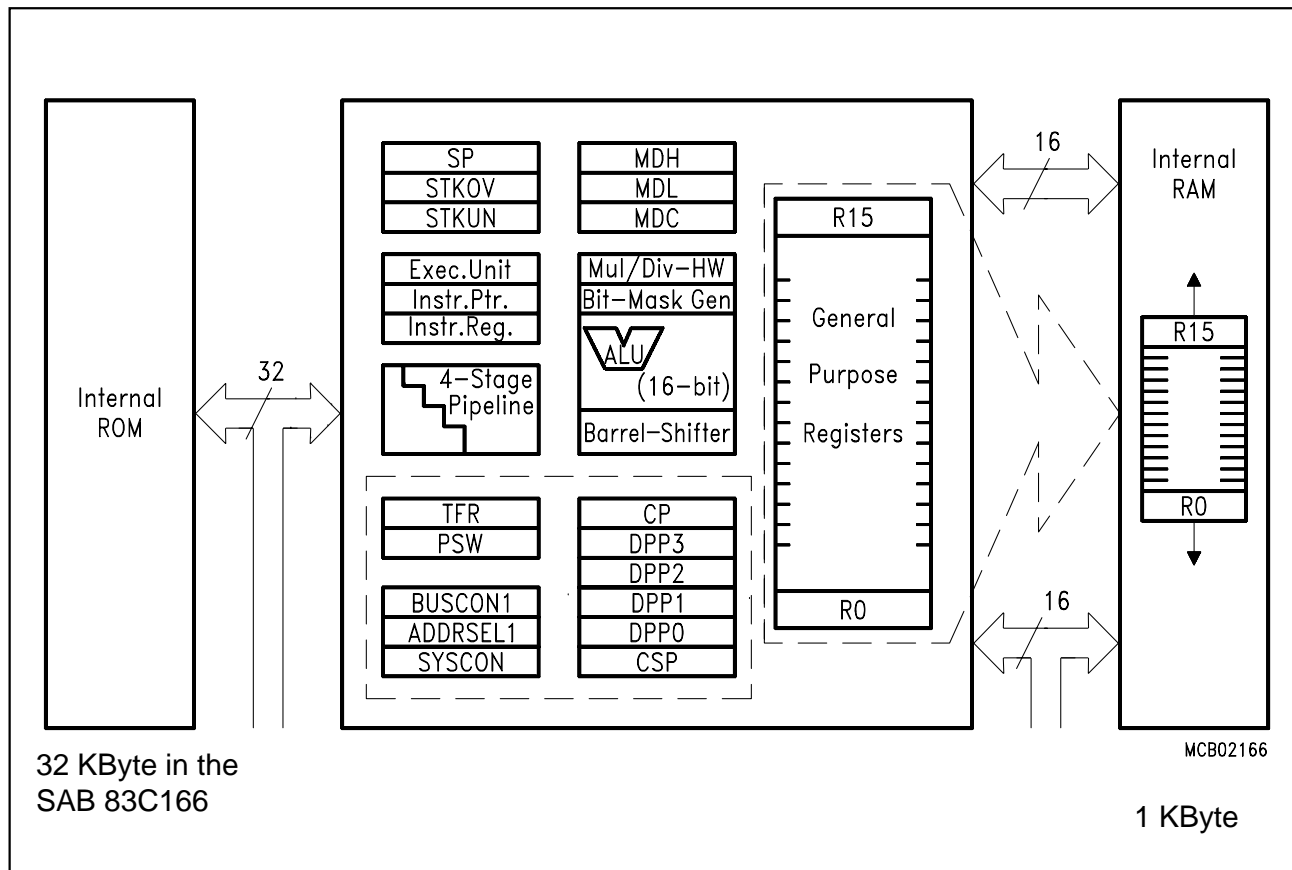 Internal
ROM
32
SP
STKOV
STKUN
Exec.Unit
Instr.Ptr.
Instr.Reg.
4-Stage
Pipeline
TFR
PSW
BUSCON1
ADDRSEL1
SYSCON
MDH
MDL
MDC
Mul/Div-HW
Bit-Mask Gen
ALU
(16-bit)
Barrel-Shifter
CP
DPP3
DPP2
DPP1
DPP0
CSP
R15
General
Purpose
Registers
R0
16
16
Internal
RAM
R15
R0
MCB02166
32 KByte in the
SAB 83C166
1 KByte